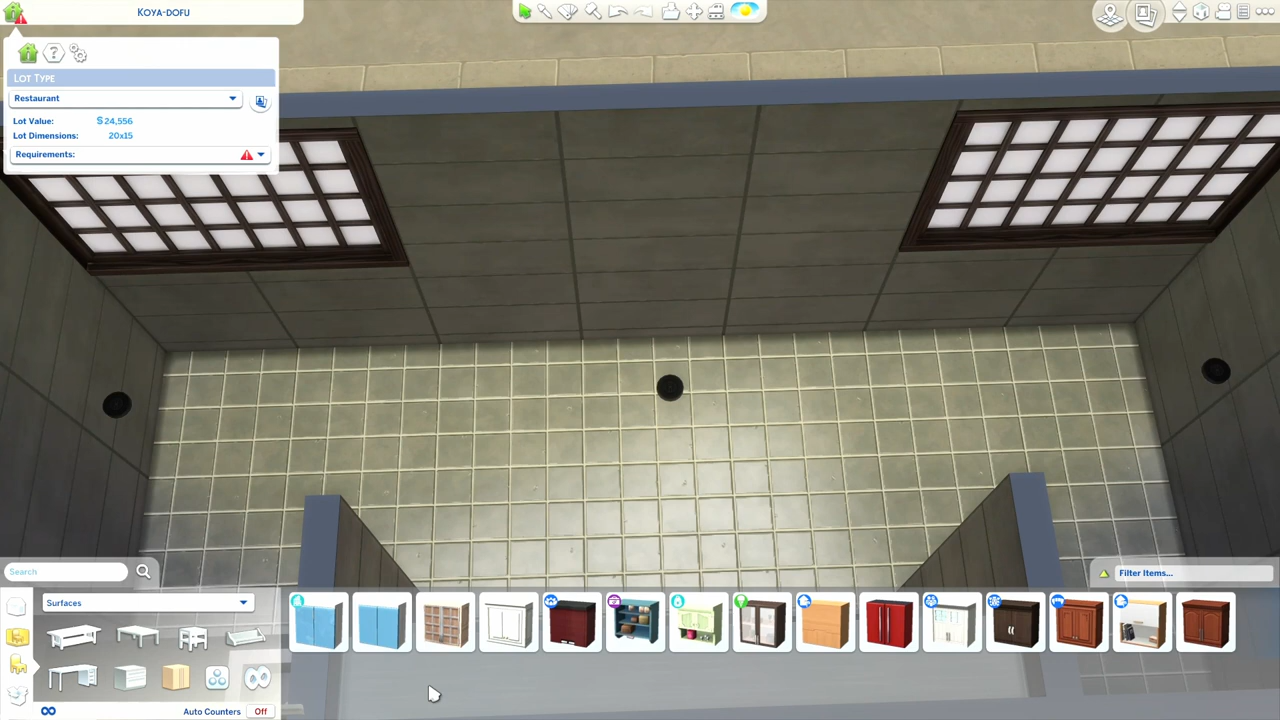 Koya-dofu
Lot Type
Restaurant
Lot Value: §24,556
Lot Dimensions: 20x15
Requirements:
Search
Filter Items...
Surfaces
Auto Counters Off